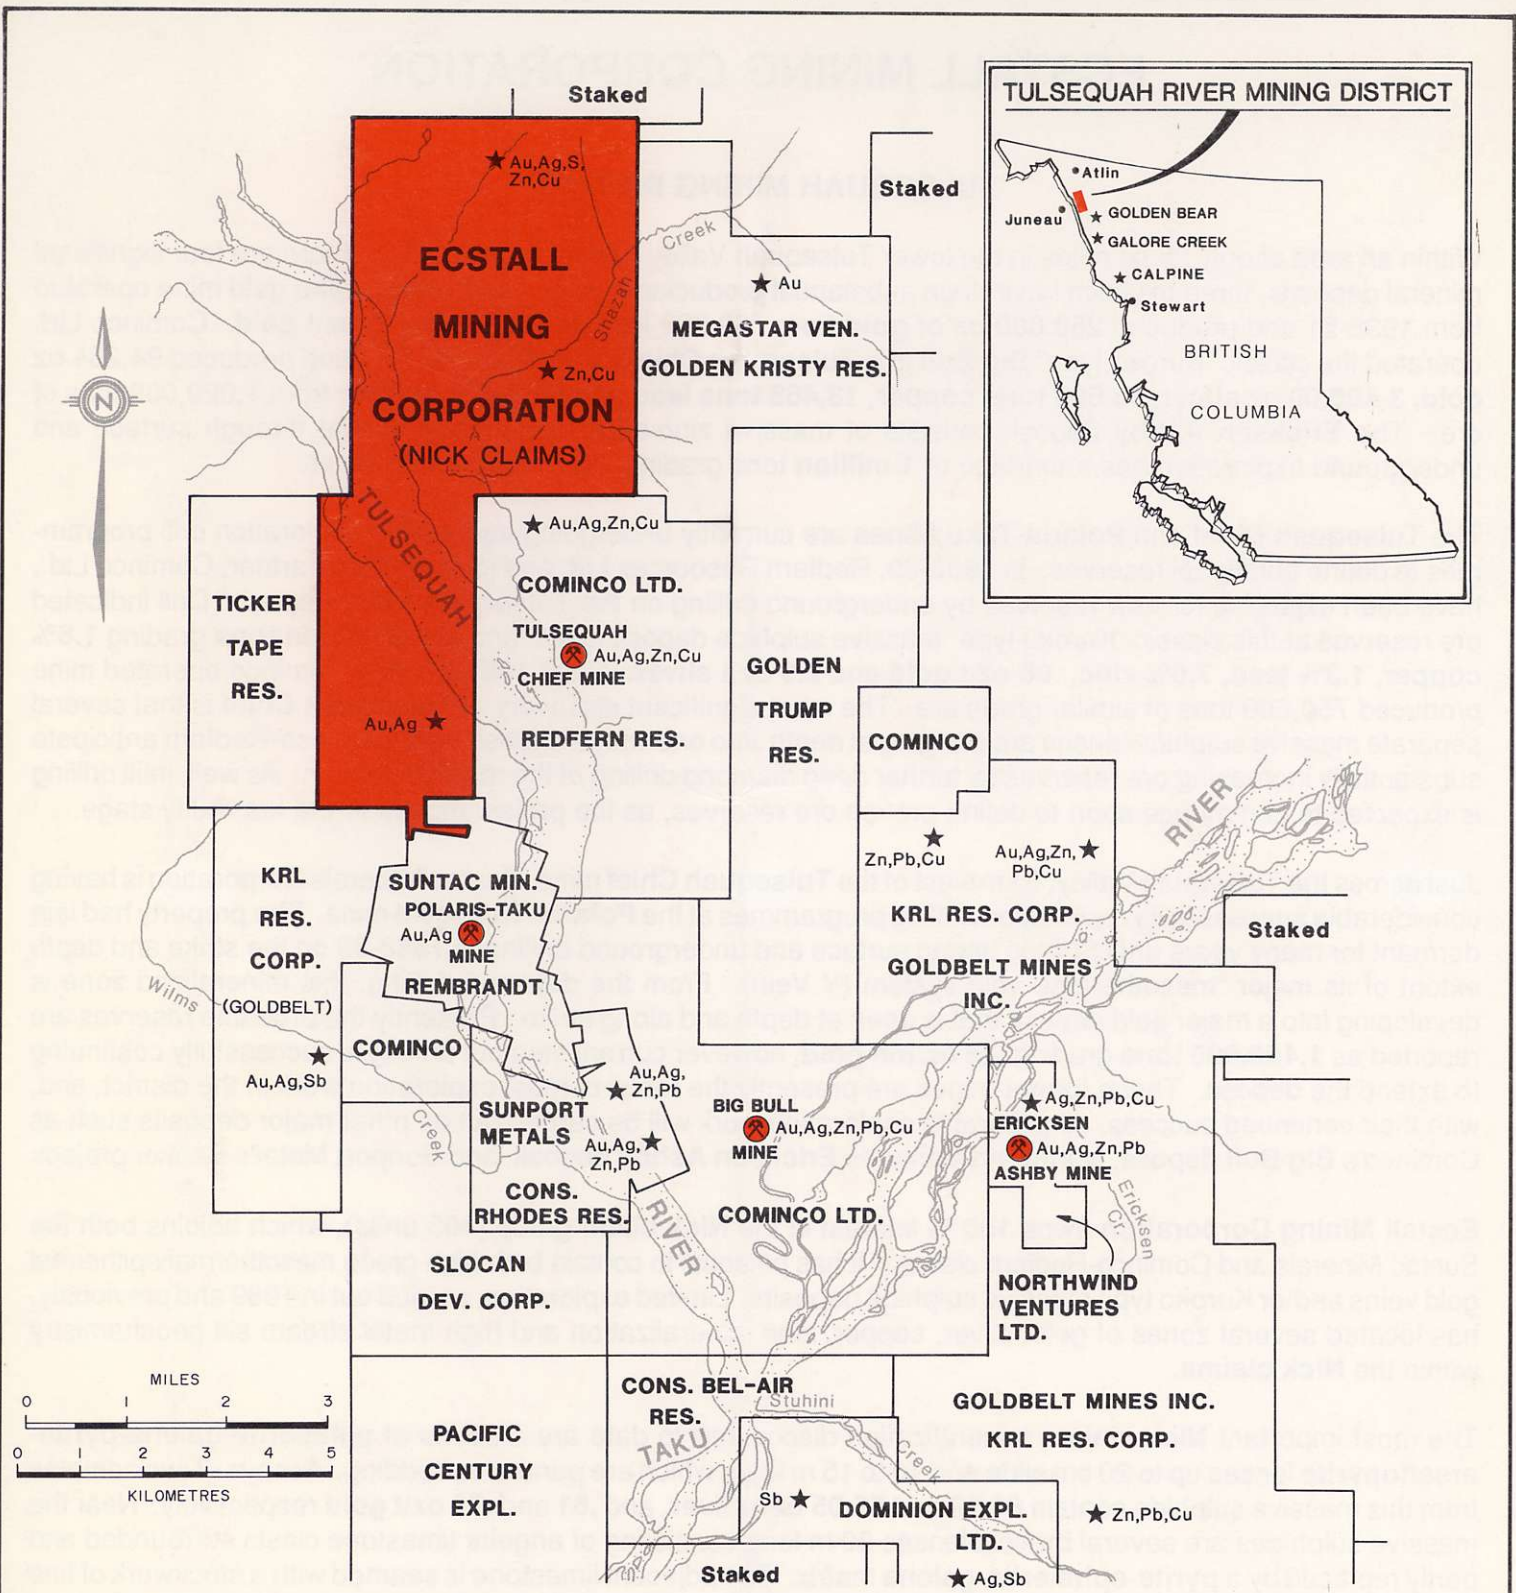 Staked
TULSEQUAH RIVER MINING DISTRICT
Atlin
Juneau
GOLDEN BEAR
GALORE CREEK
CALPINE
Stewart
BRITISH
COLUMBIA
Au,Ag,S,
Zn,Cu
Staked
ECSTALL
MINING
CORPORATION
(NICK CLAIMS)
Zn,Cu
Shazah
Creek
Au
MEGASTAR VEN.
GOLDEN KRISTY RES.
N
TULSEQUAH
Au,Ag,Zn,Cu
COMINCO LTD.
TULSEQUAH
Au,Ag,Zn,Cu
CHIEF MINE
REDFERN RES.
TICKER
TAPE
RES.
Au,Ag
GOLDEN
TRUMP
RES.
COMINCO
Zn,Pb,Cu
Au,Ag,Zn,
Pb,Cu
RIVER
KRL RES. CORP.
GOLDBELT MINES
INC.
Staked
KRL
RES.
CORP.
(GOLDBELT)
Wilms
Creek
Au,Ag,Sb
SUNTAC MIN.
POLARIS-TAKU
Au,Ag
MINE
REMBRANDT
COMINCO
Au,Ag,
Zn,Pb
SUNPORT
METALS
Au,Ag,
Zn,Pb
CONS.
RHODES RES.
BIG BULL
Au,Ag,Zn,Pb,Cu
MINE
COMINCO LTD.
Ag,Zn,Pb,Cu
ERICKSEN
Au,Ag,Zn,Pb
ASHBY MINE
Ericksen
Cr.
NORTHWIND
VENTURES
LTD.
RIVER
SLOCAN
DEV. CORP.
MILES
0 1 2 3
0 1 2 3 4 5
KILOMETRES
PACIFIC
CENTURY
EXPL.
CONS. BEL-AIR
RES.
TAKU
Stuhini
Creek
GOLDBELT MINES INC.
KRL RES. CORP.
Sb
DOMINION EXPL.
LTD.
Zn,Pb,Cu
Ag,Sb
Staked